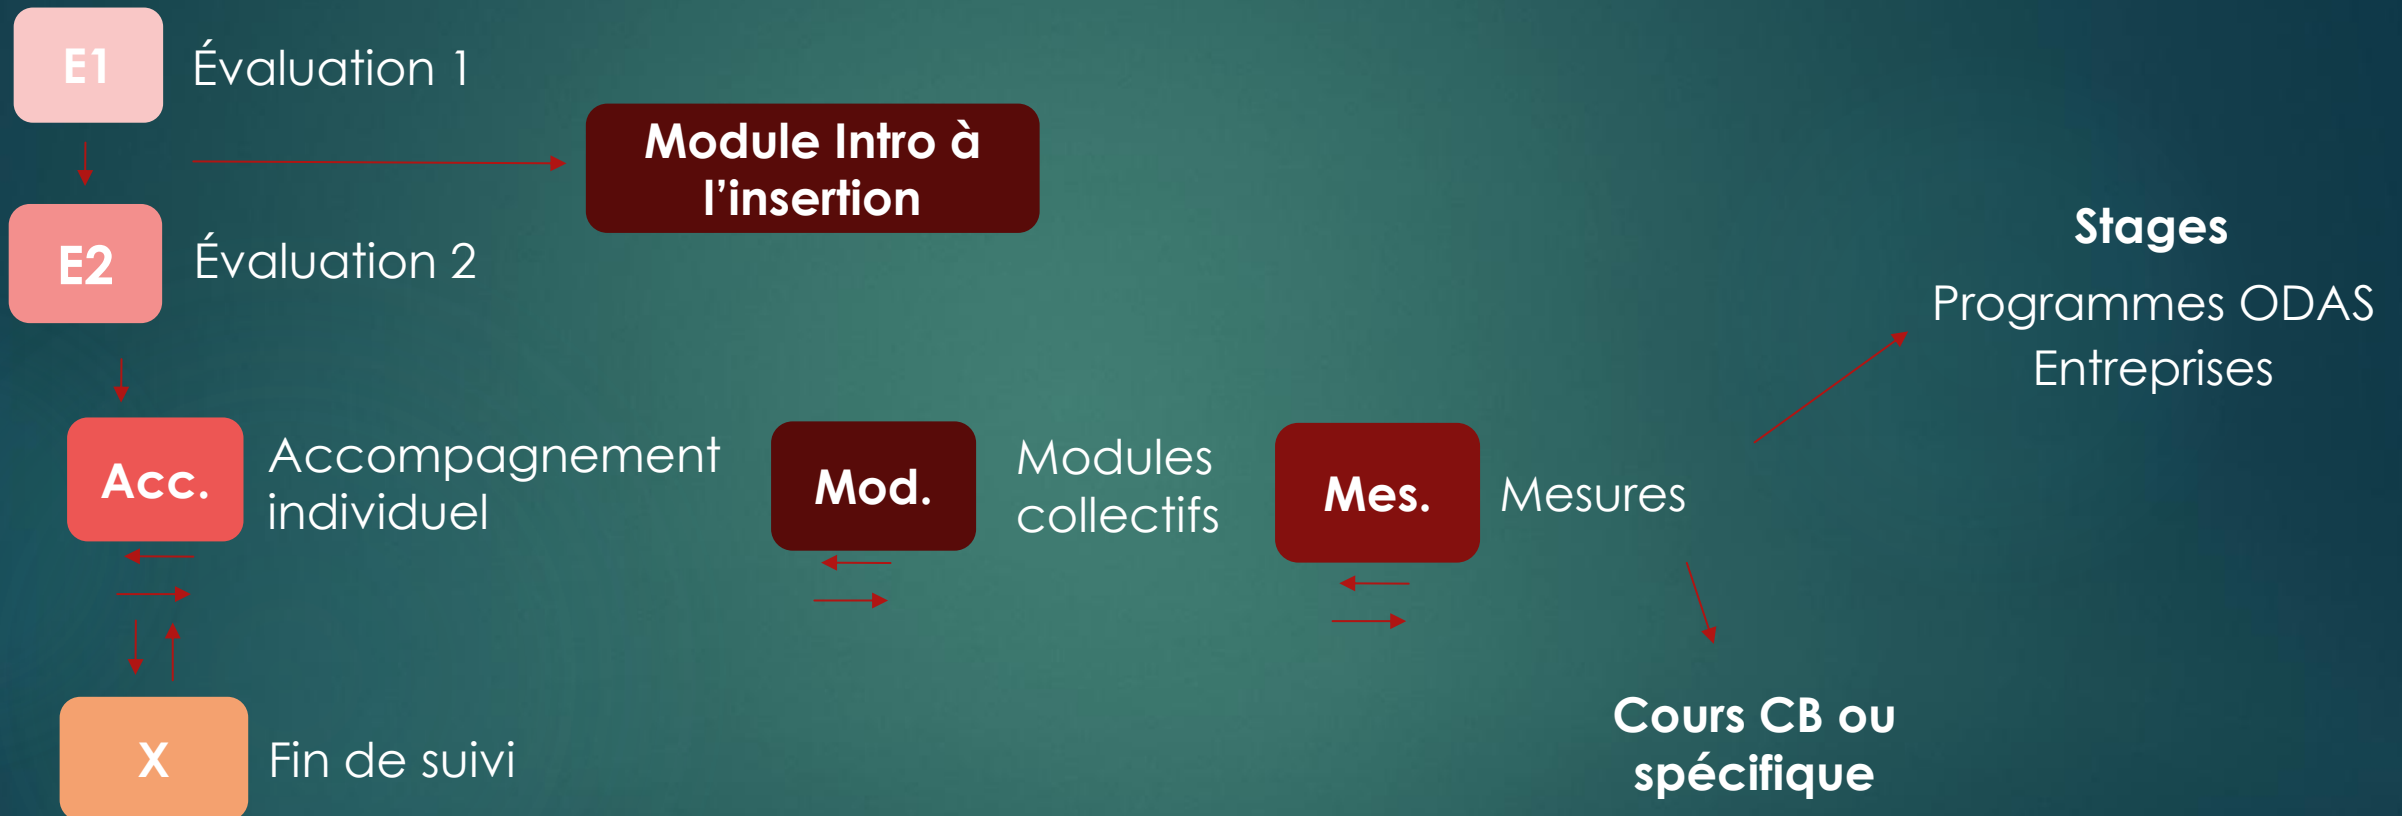 E1
Évaluation 1
Module Intro à
l’insertion
E2
Évaluation 2
Stages
Programmes ODAS
Entreprises
Acc.
Accompagnement
individuel
Mod.
Modules
collectifs
Mes.
Mesures
X
Fin de suivi
Cours CB ou
spécifique